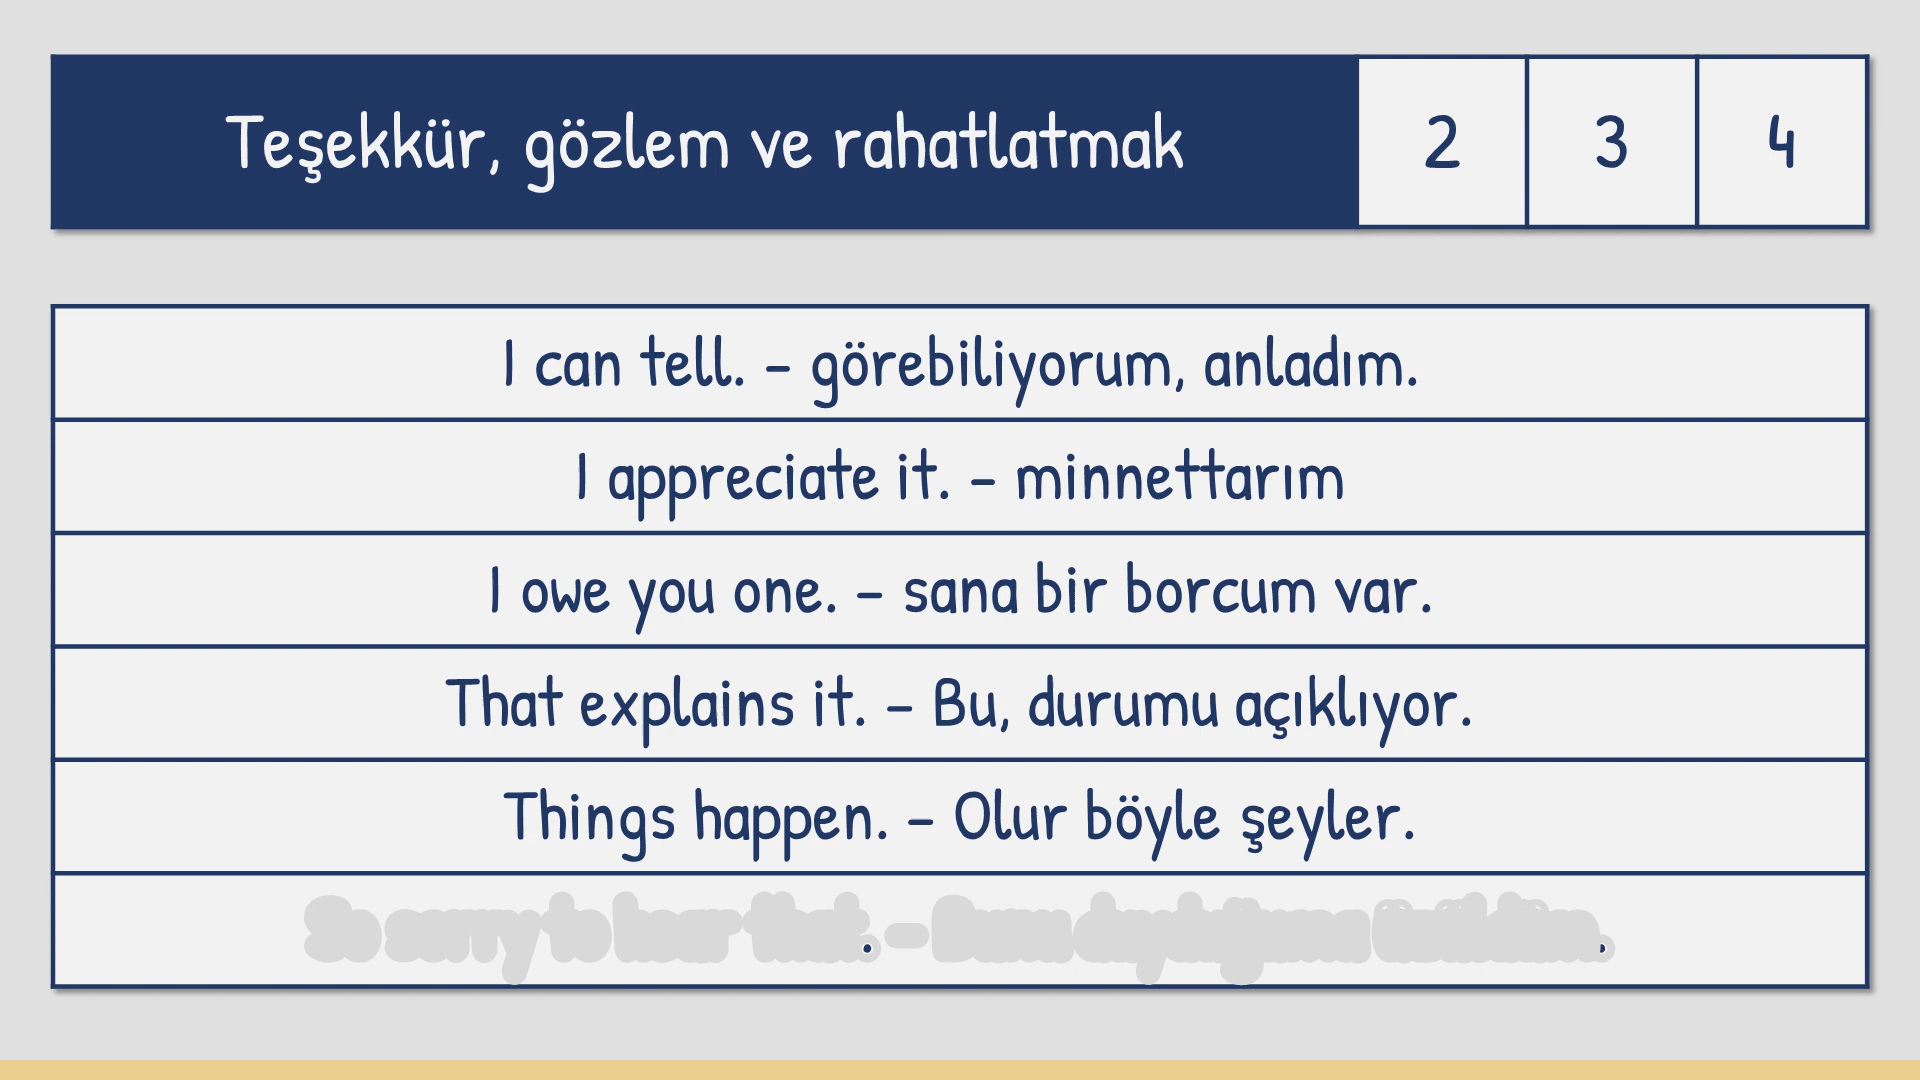 Teşekkür, gözlem ve rahatlatmak 2 3 4
I can tell. – görebiliyorum, anladım.
I appreciate it. – minnettarım
I owe you one. – sana bir borcum var.
That explains it. – Bu, durumu açıklıyor.
Things happen. – Olur böyle şeyler.